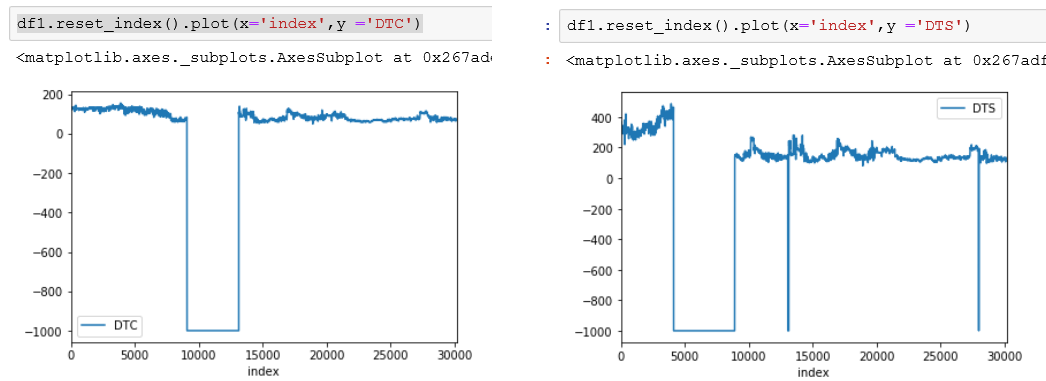 df1.reset_index().plot(x='index',y ='DTC')
<matplotlib.axes._subplots.AxesSubplot at 0x267ad
200
0
−200
−400
−600
−800
−1000
DTC
0 5000 10000 15000 20000 25000 30000
index
: df1.reset_index().plot(x='index',y ='DTS')
: <matplotlib.axes._subplots.AxesSubplot at 0x267adf
DTS
400
200
0
−200
−400
−600
−800
−1000
0 5000 10000 15000 20000 25000 30000
index